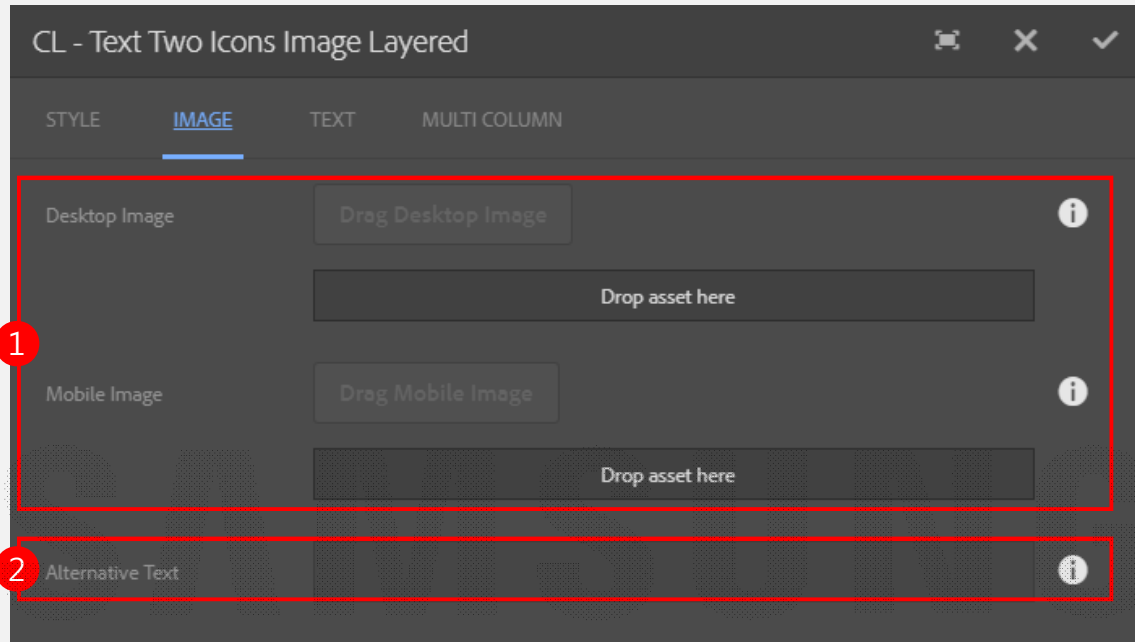 CL - Text Two Icons Image Layered
STYLE IMAGE TEXT MULTI COLUMN
Desktop Image Drag Desktop Image
Drop asset here
1
Mobile Image Drag Mobile Image
Drop asset here
SAMSUNG
2 Alternative Text